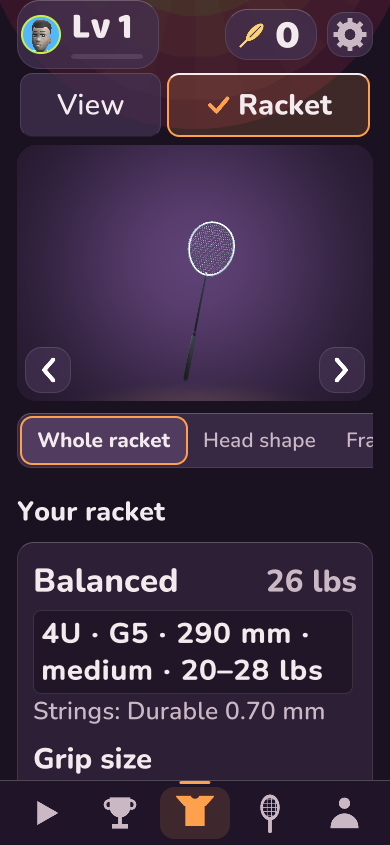 Lv 1
0
View
Racket
Whole racket
Head shape
Fra
Your racket
Balanced
26 lbs
4U · G5 · 290 mm ·
medium · 20–28 lbs
Strings: Durable 0.70 mm
Grip size